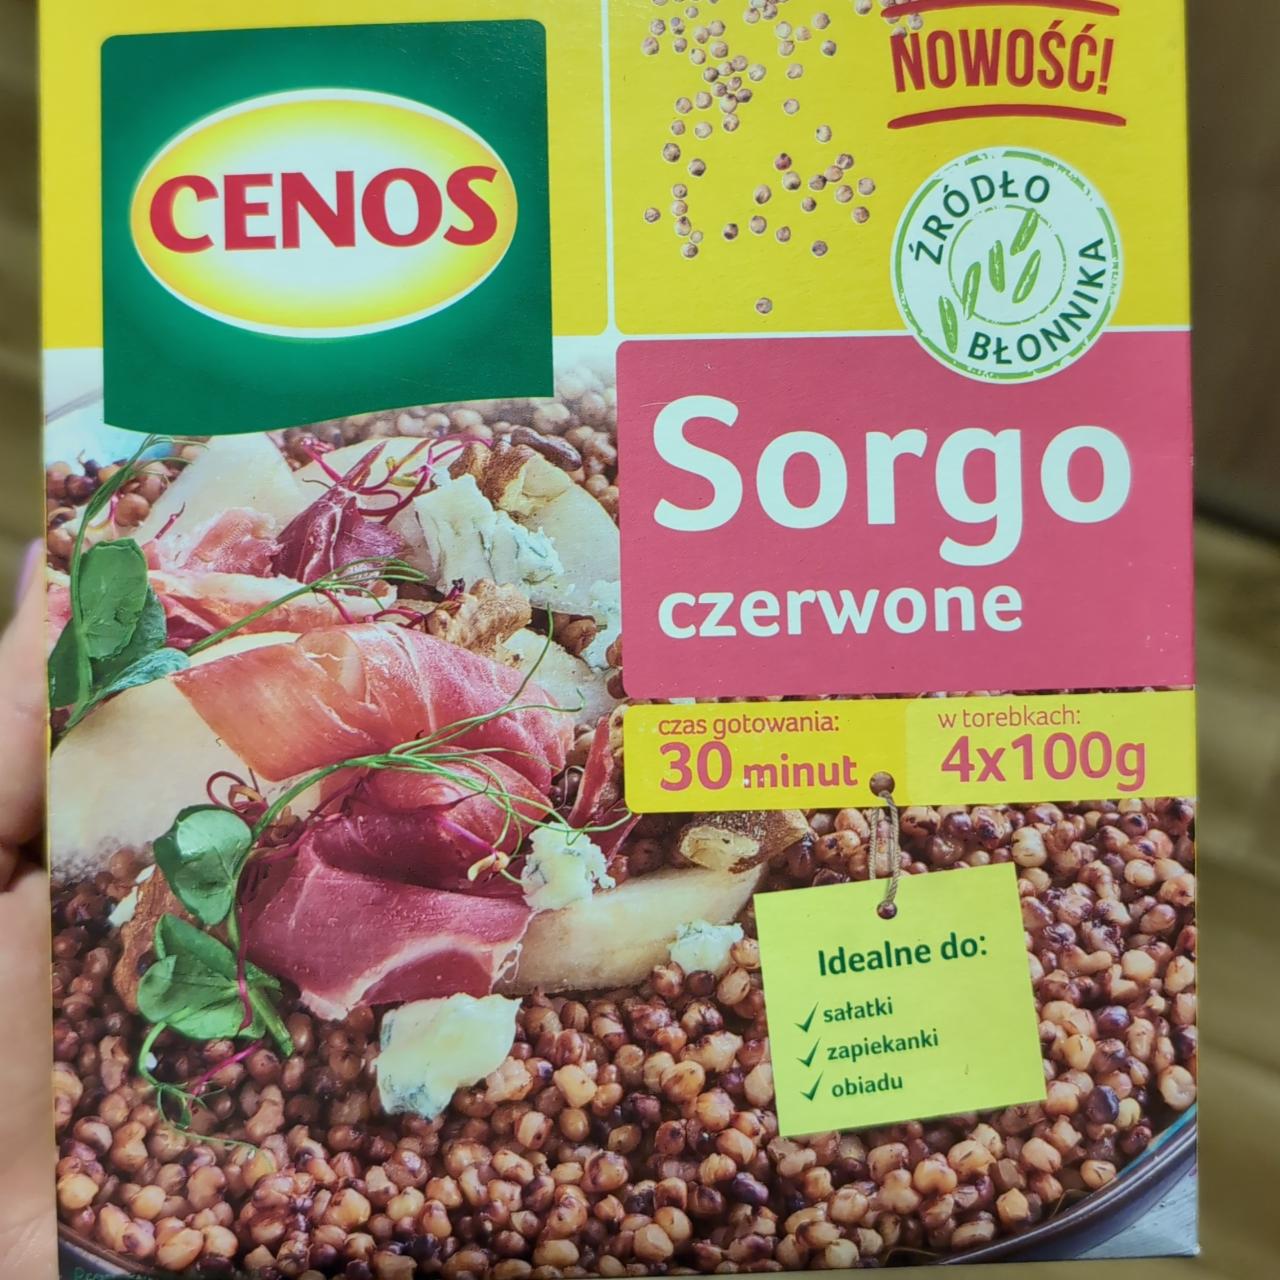 CENOS
NOWOŚĆ!
ŹRÓDŁO
BŁONNIKA
Sorgo
czerwone
czas gotowania:
30 minut
w torebkach:
4x100g
Idealne do:
✓ sałatki
✓ zapiekanki
✓ obiadu